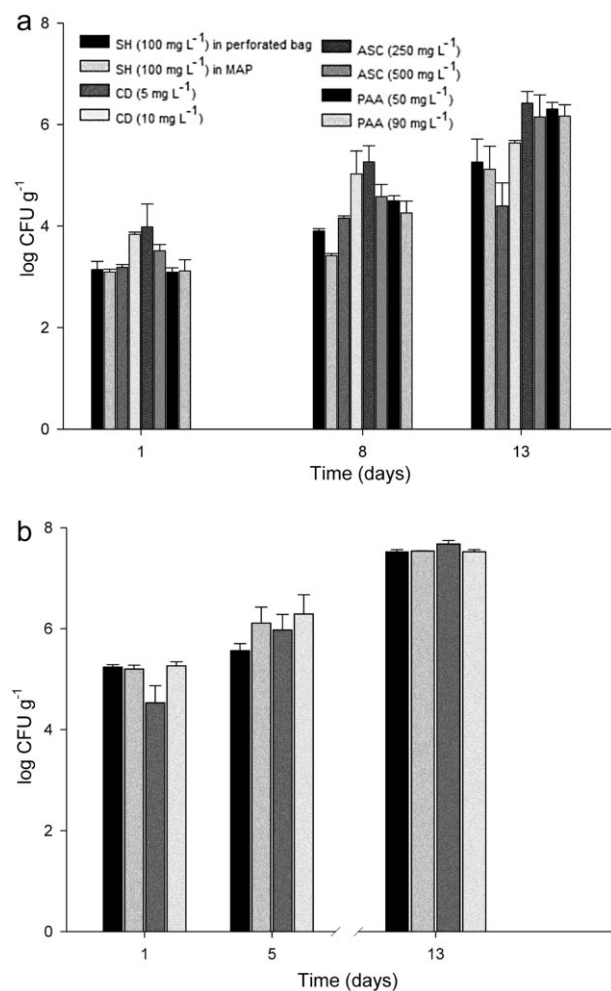 a
8
6
4
2
0
log CFU g⁻¹
SH (100 mg L⁻¹) in perforated bag
SH (100 mg L⁻¹) in MAP
CD (5 mg L⁻¹)
CD (10 mg L⁻¹)
ASC (250 mg L⁻¹)
ASC (500 mg L⁻¹)
PAA (50 mg L⁻¹)
PAA (90 mg L⁻¹)
1
8
13
Time (days)
b
8
6
4
2
0
log CFU g⁻¹
1
5
13
Time (days)